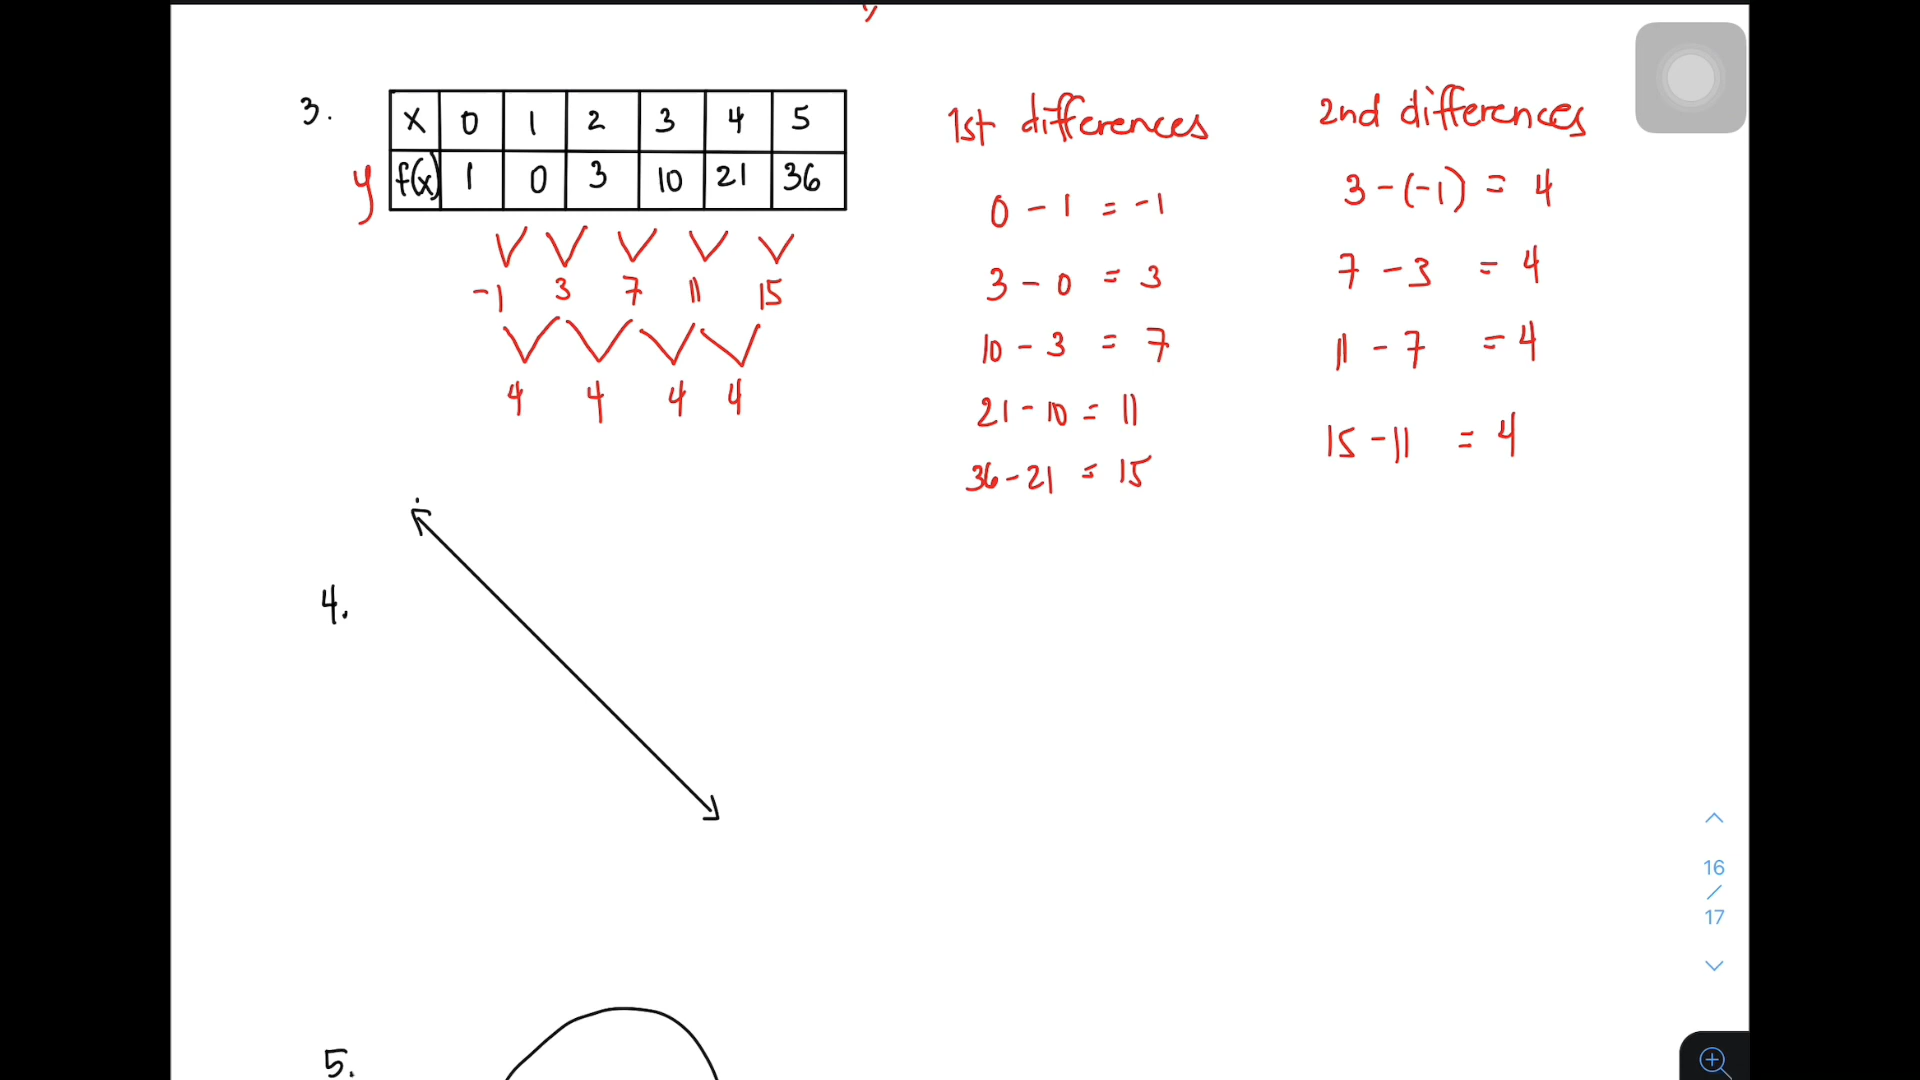 3.
x 0 1 2 3 4 5
y f(x) 1 0 3 10 21 36
-1 3 7 11 15
4 4 4 4
1st differences
0 - 1 = -1
3 - 0 = 3
10 - 3 = 7
21 - 10 = 11
36 - 21 = 15
2nd differences
3 - (-1) = 4
7 - 3 = 4
11 - 7 = 4
15 - 11 = 4
4.
5.
16
/
17